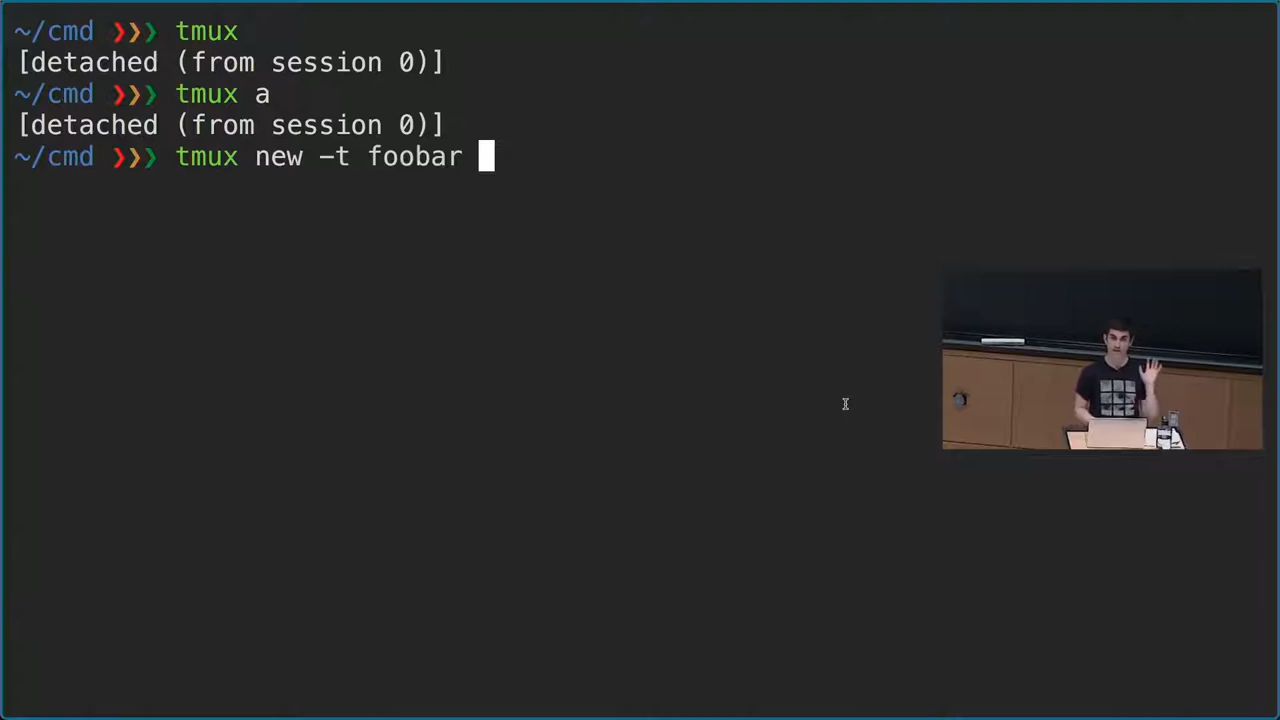 ~/cmd ❯❯❯ tmux
[detached (from session 0)]
~/cmd ❯❯❯ tmux a
[detached (from session 0)]
~/cmd ❯❯❯ tmux new -t foobar